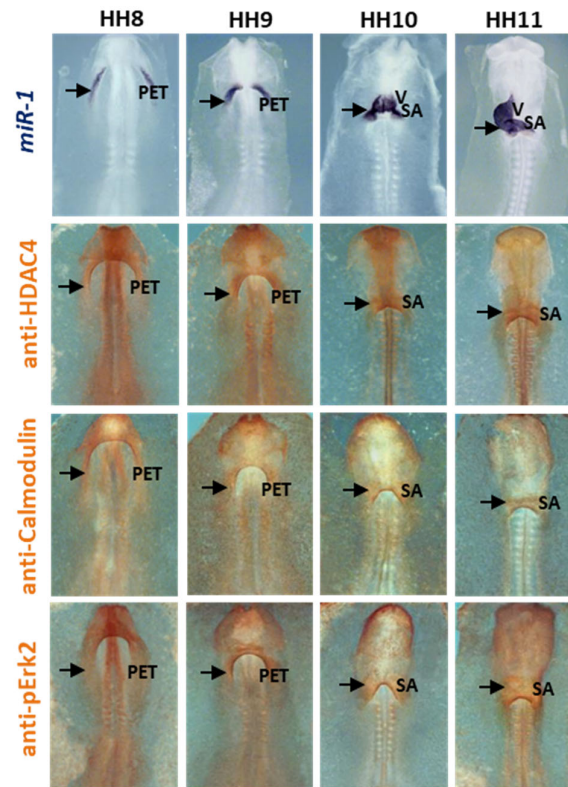 HH8 HH9 HH10 HH11
miR-1
PET PET V SA V SA
anti-HDAC4
PET PET SA SA
anti-Calmodulin
PET PET SA SA
anti-pErk2
PET PET SA SA